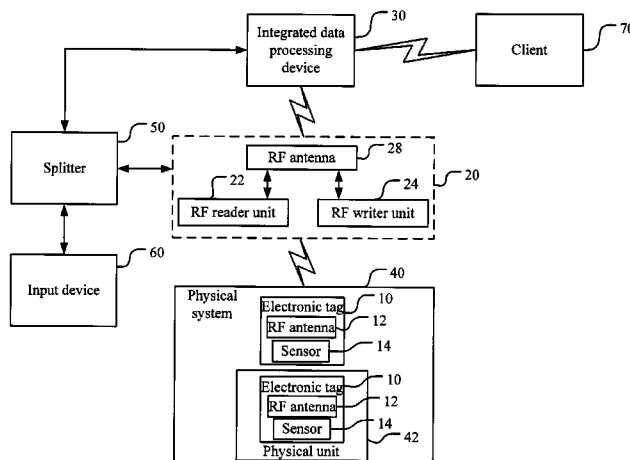 30
Integrated data
processing
device
Client
70
50
Splitter
RF antenna
28
20
22
24
RF reader unit
RF writer unit
60
Input device
40
Physical
system
10
Electronic tag
12
RF antenna
14
Sensor
10
Electronic tag
12
RF antenna
14
Sensor
42
Physical unit